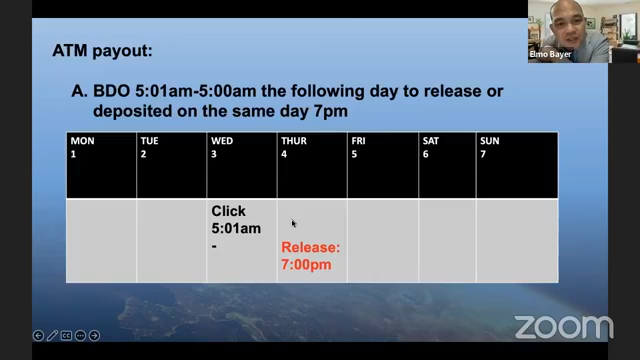 ATM payout:
A. BDO 5:01am-5:00am the following day to release or
deposited on the same day 7pm
MON TUE WED THUR FRI SAT SUN
1 2 3 4 5 6 7
Click
5:01am
-
Release:
7:00pm
Elmo Bayer
zoom